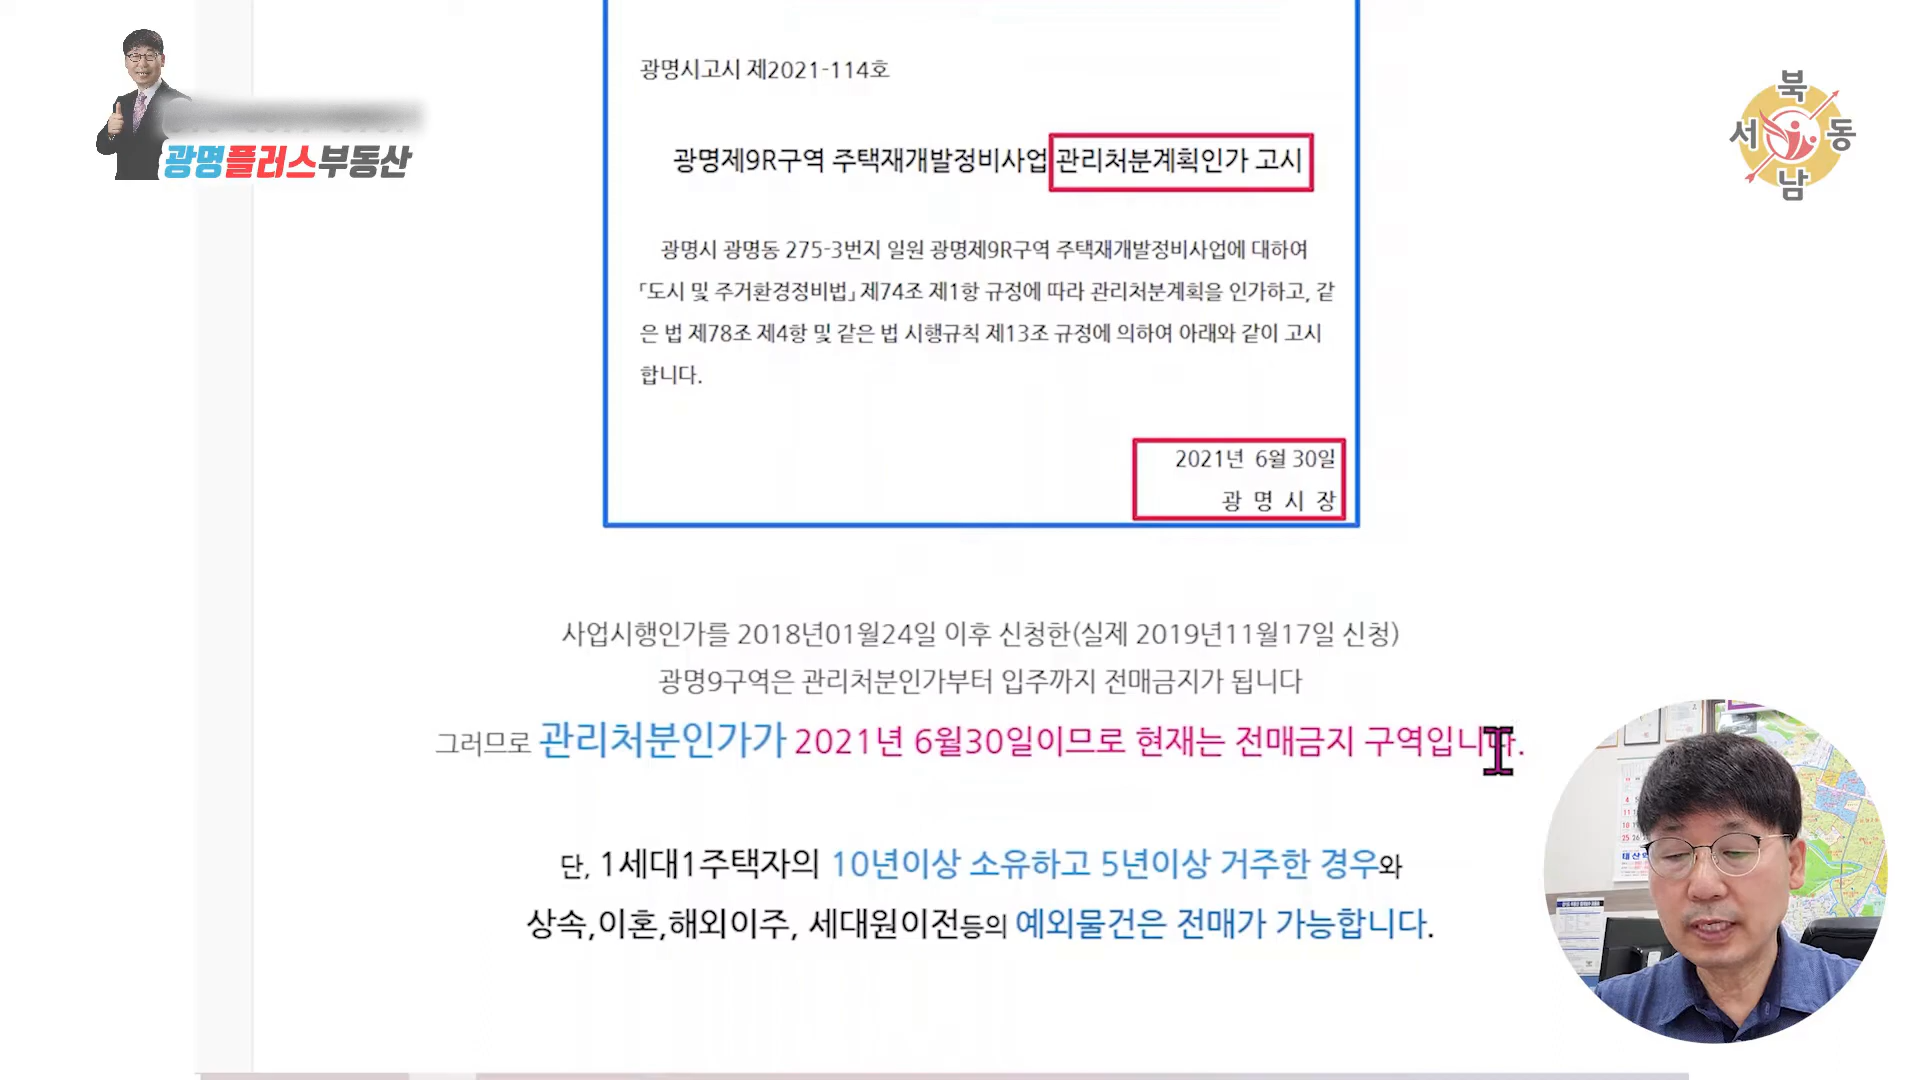 광명시고시 제2021-114호
광명제9R구역 주택재개발정비사업 관리처분계획인가 고시
광명시 광명동 275-3번지 일원 광명제9R구역 주택재개발정비사업에 대하여
「도시 및 주거환경정비법」 제74조 제1항 규정에 따라 관리처분계획을 인가하고, 같
은 법 제78조 제4항 및 같은 법 시행규칙 제13조 규정에 의하여 아래와 같이 고시
합니다.
2021년 6월 30일
광 명 시 장
광명플러스부동산
북
서 동
남
사업시행인가를 2018년01월24일 이후 신청한(실제 2019년11월17일 신청)
광명9구역은 관리처분인가부터 입주까지 전매금지가 됩니다
그러므로 관리처분인가가 2021년 6월30일이므로 현재는 전매금지 구역입니다.
단, 1세대1주택자의 10년이상 소유하고 5년이상 거주한 경우와
상속,이혼,해외이주, 세대원이전등의 예외물건은 전매가 가능합니다.